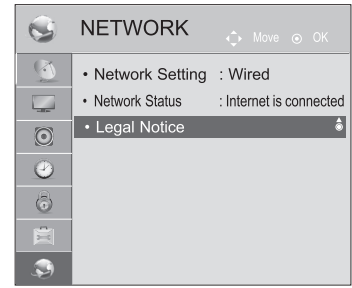 NETWORK Move OK
• Network Setting : Wired
• Network Status : Internet is connected
• Legal Notice